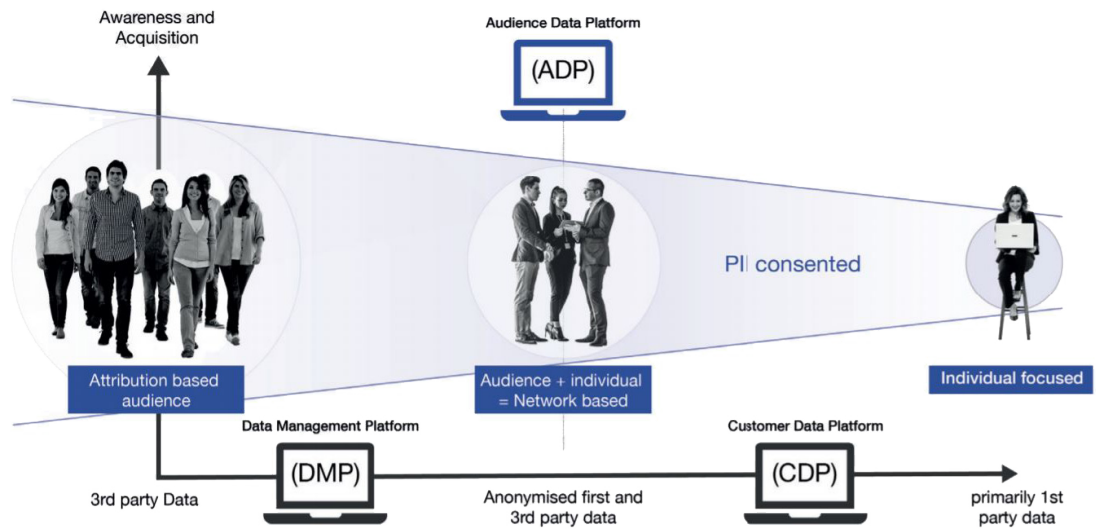 Awareness and
Acquisition
Audience Data Platform
(ADP)
PII consented
Attribution based
audience
Audience + individual
= Network based
Individual focused
Data Management Platform
(DMP)
Customer Data Platform
(CDP)
3rd party Data
Anonymised first and
3rd party data
primarily 1st
party data